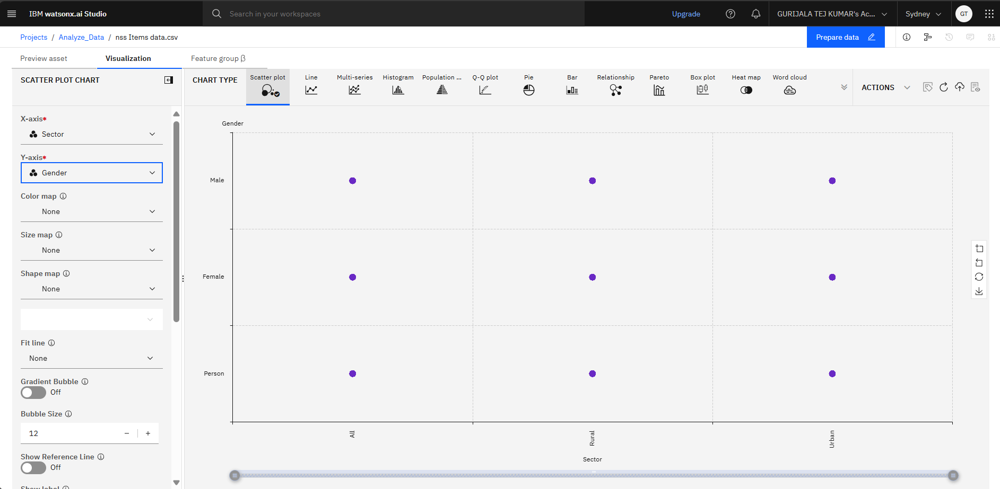 IBM watsonx.ai Studio
Search in your workspaces
Upgrade
GURIJALA TEJ KUMAR's Ac...
Sydney
GT
Projects / Analyze_Data / nss Items data.csv
Prepare data
Preview asset
Visualization
Feature group β
SCATTER PLOT CHART
CHART TYPE
Scatter plot
Line
Multi-series
Histogram
Population ...
Q-Q plot
Pie
Bar
Relationship
Pareto
Box plot
Heat map
Word cloud
ACTIONS
X-axis*
Sector
Y-axis*
Gender
Color map
None
Size map
None
Shape map
None
Fit line
None
Gradient Bubble
Off
Bubble Size
12
Show Reference Line
Off
Show label
Gender
Male
Female
Person
All
Rural
Urban
Sector